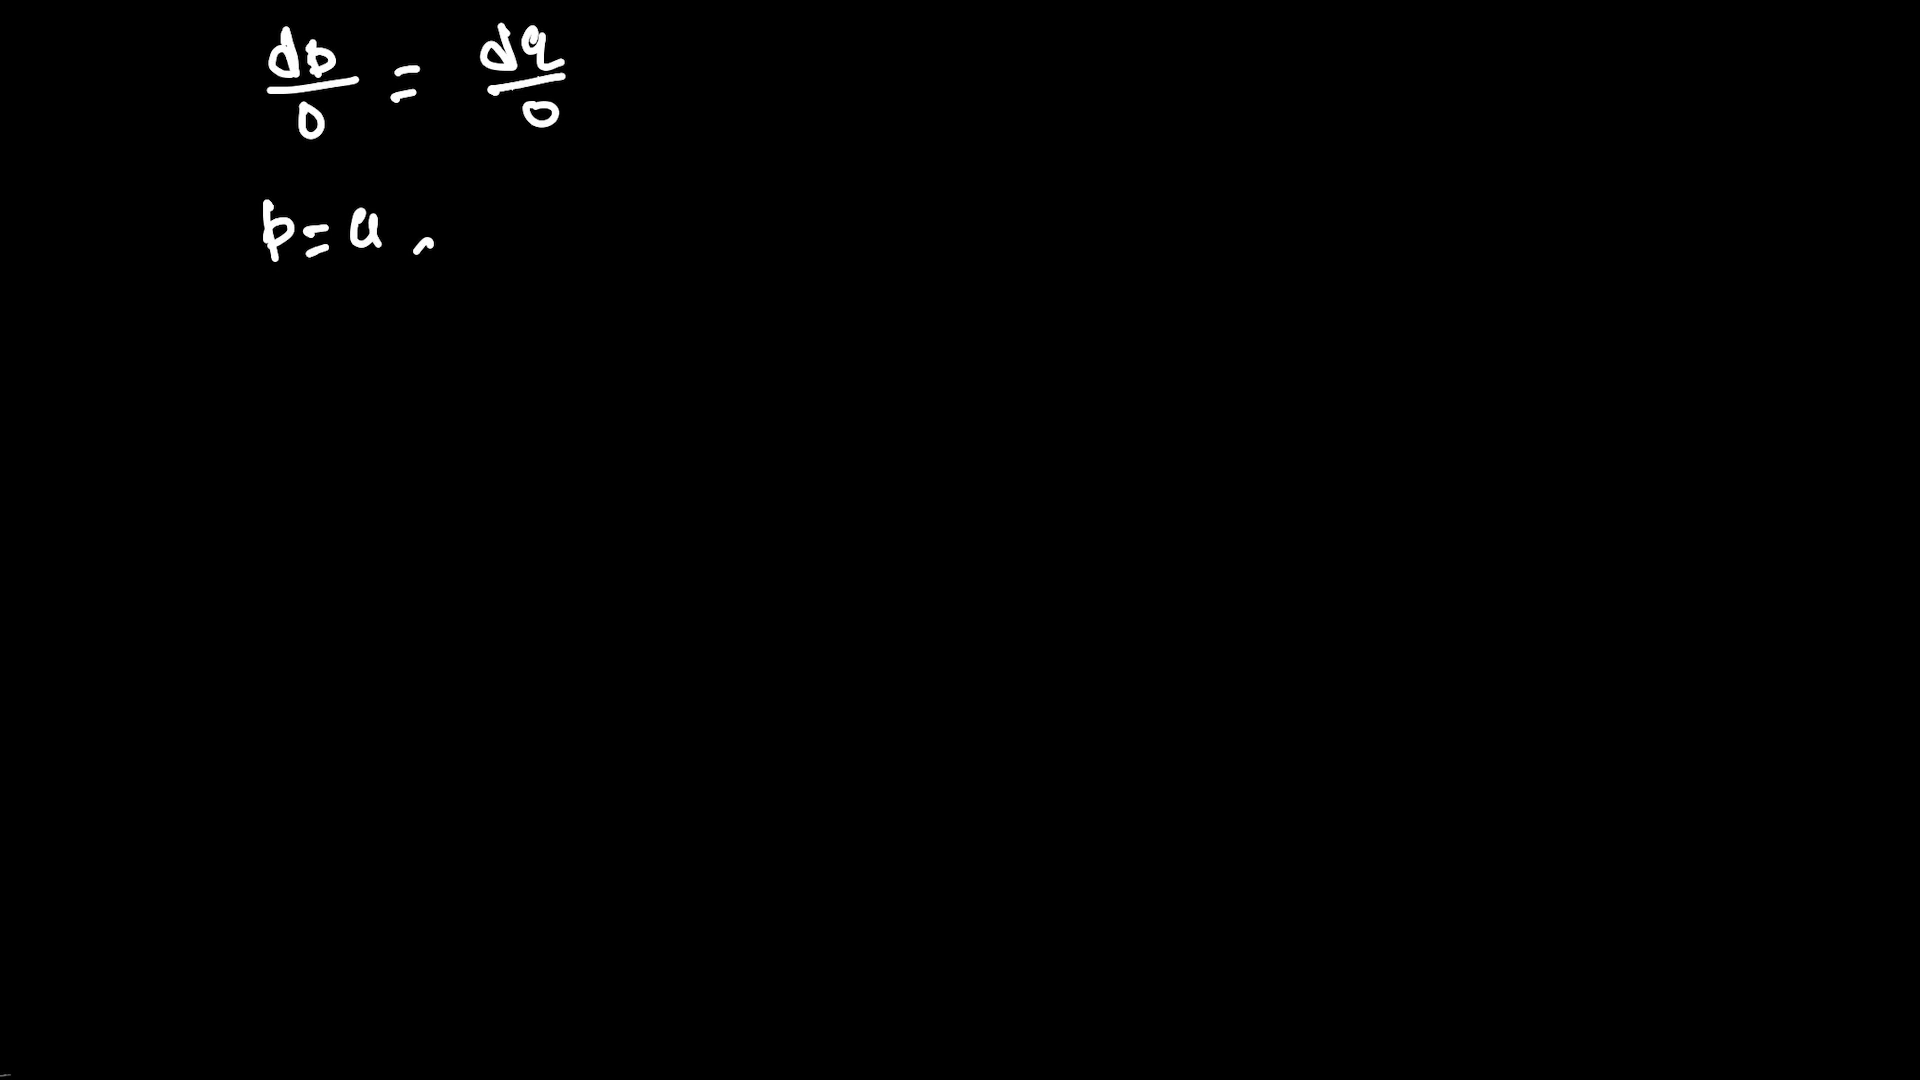 dp/0 = dq/0
p = a ,